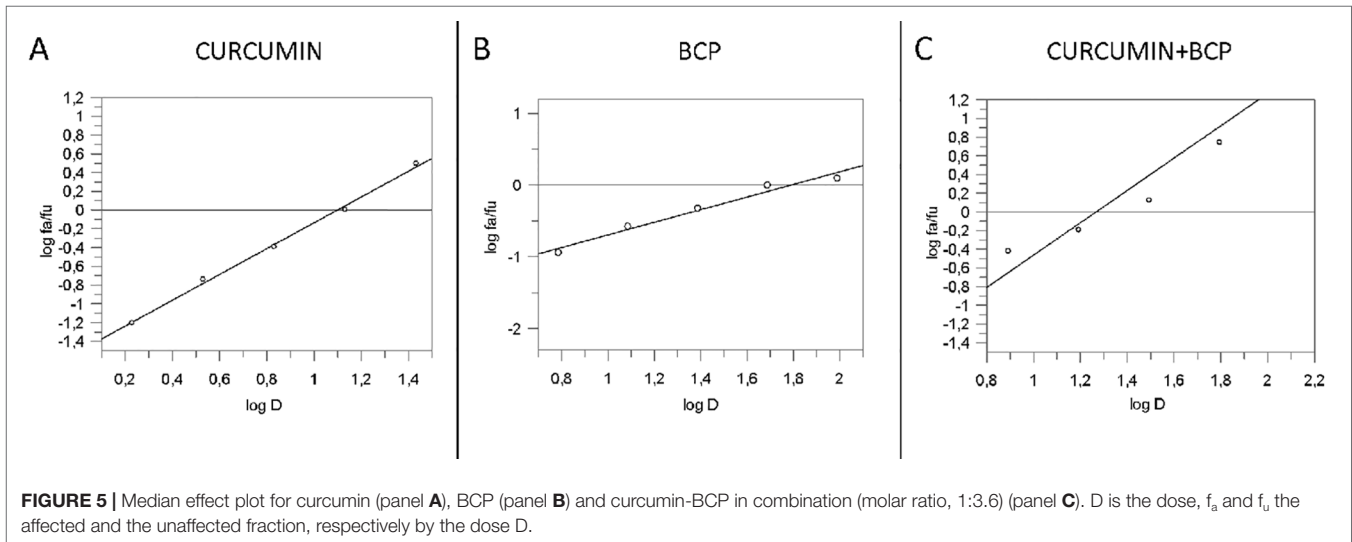 A CURCUMIN
1,2
1
0,8
0,6
0,4
0,2
0
-0,2
-0,4
-0,6
-0,8
-1
-1,2
-1,4
log fa/fu
0,2 0,4 0,6 0,8 1 1,2 1,4
log D
B BCP
1
0
-1
-2
log fa/fu
0,8 1 1,2 1,4 1,6 1,8 2
log D
C CURCUMIN+BCP
1,2
1
0,8
0,6
0,4
0,2
0
-0,2
-0,4
-0,6
-0,8
-1
-1,2
-1,4
log fa/fu
0,8 1 1,2 1,4 1,6 1,8 2 2,2
log D
FIGURE 5 | Median effect plot for curcumin (panel A), BCP (panel B) and curcumin-BCP in combination (molar ratio, 1:3.6) (panel C). D is the dose, fa and fu the
affected and the unaffected fraction, respectively by the dose D.